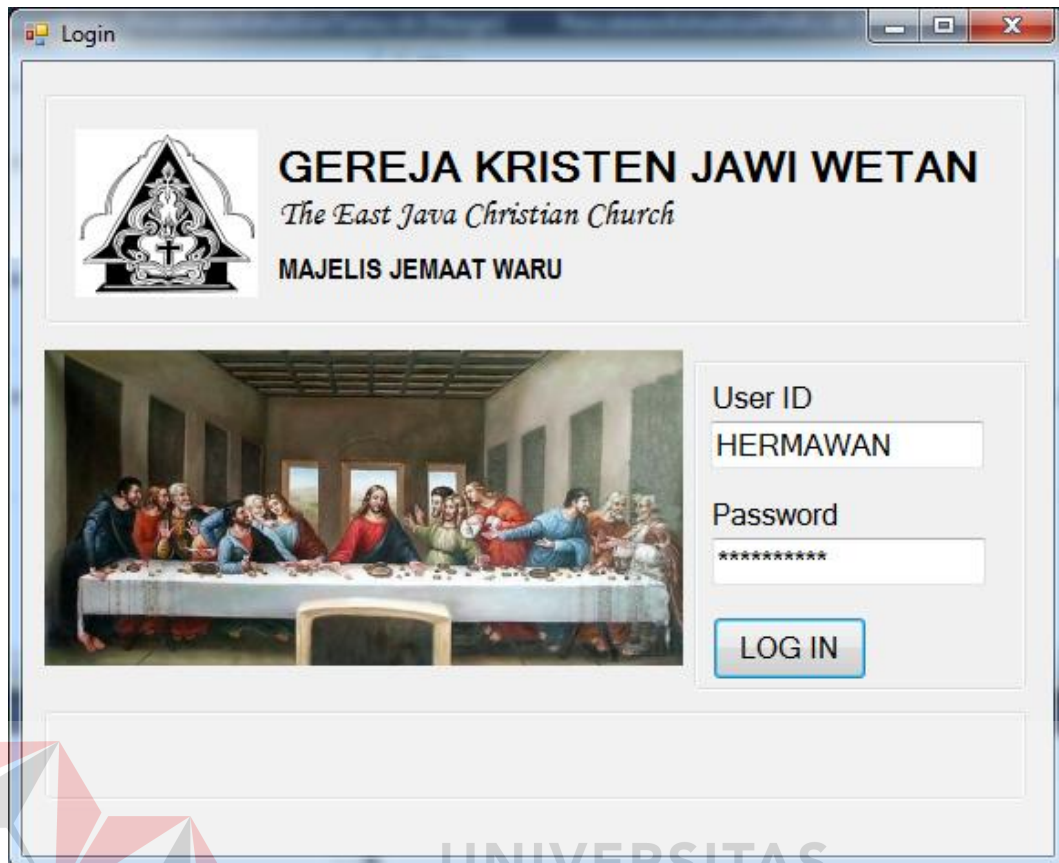 Login
GEREJA KRISTEN JAWI WETAN
The East Java Christian Church
MAJELIS JEMAAT WARU
User ID
HERMAWAN
Password
**********
LOG IN
UNIVERSITAS